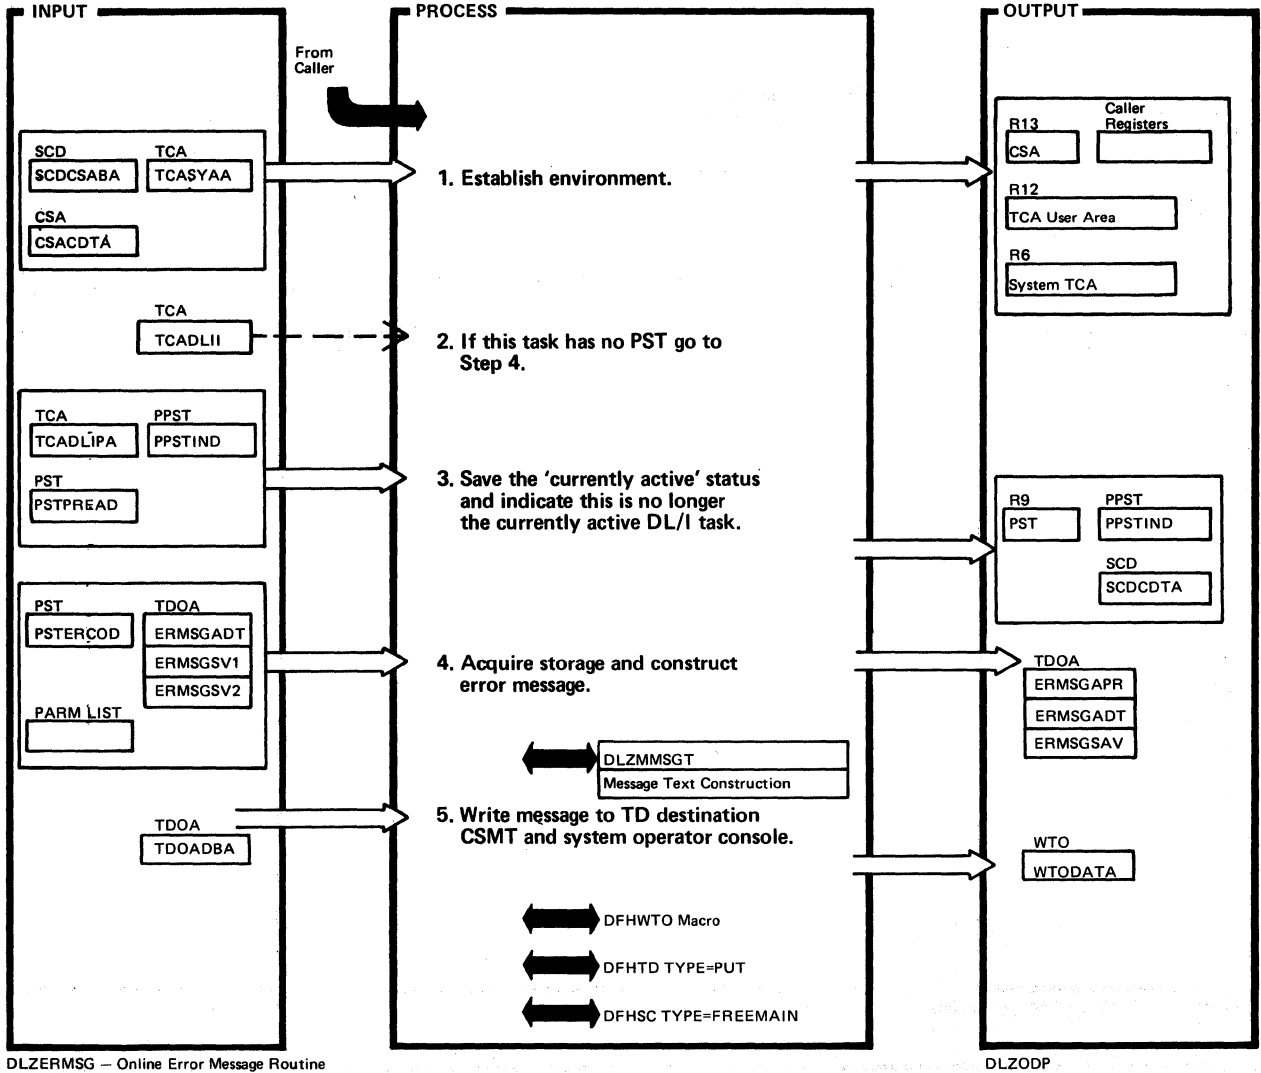 INPUT
PROCESS
OUTPUT
From
Caller
SCD
TCA
SCDCSABA
TCASYAA
CSA
CSACDTA
1. Establish environment.
R13
Caller
Registers
CSA
R12
TCA User Area
R6
System TCA
TCA
TCADLII
2. If this task has no PST go to
Step 4.
TCA
PPST
TCADLIPA
PPSTIND
PST
PSTPREAD
3. Save the 'currently active' status
and indicate this is no longer
the currently active DL/I task.
R9
PPST
PST
PPSTIND
SCD
SCDCDTA
PST
TDOA
PSTERCOD
ERMSGADT
ERMSGSV1
ERMSGSV2
PARM LIST
4. Acquire storage and construct
error message.
TDOA
ERMSGAPR
ERMSGADT
ERMSGSAV
DLZMMSGT
Message Text Construction
TDOA
TDOADBA
5. Write message to TD destination
CSMT and system operator console.
WTO
WTODATA
DFHWTO Macro
DFHTD TYPE=PUT
DFHSC TYPE=FREEMAIN
DLZERMSG — Online Error Message Routine
DLZODP